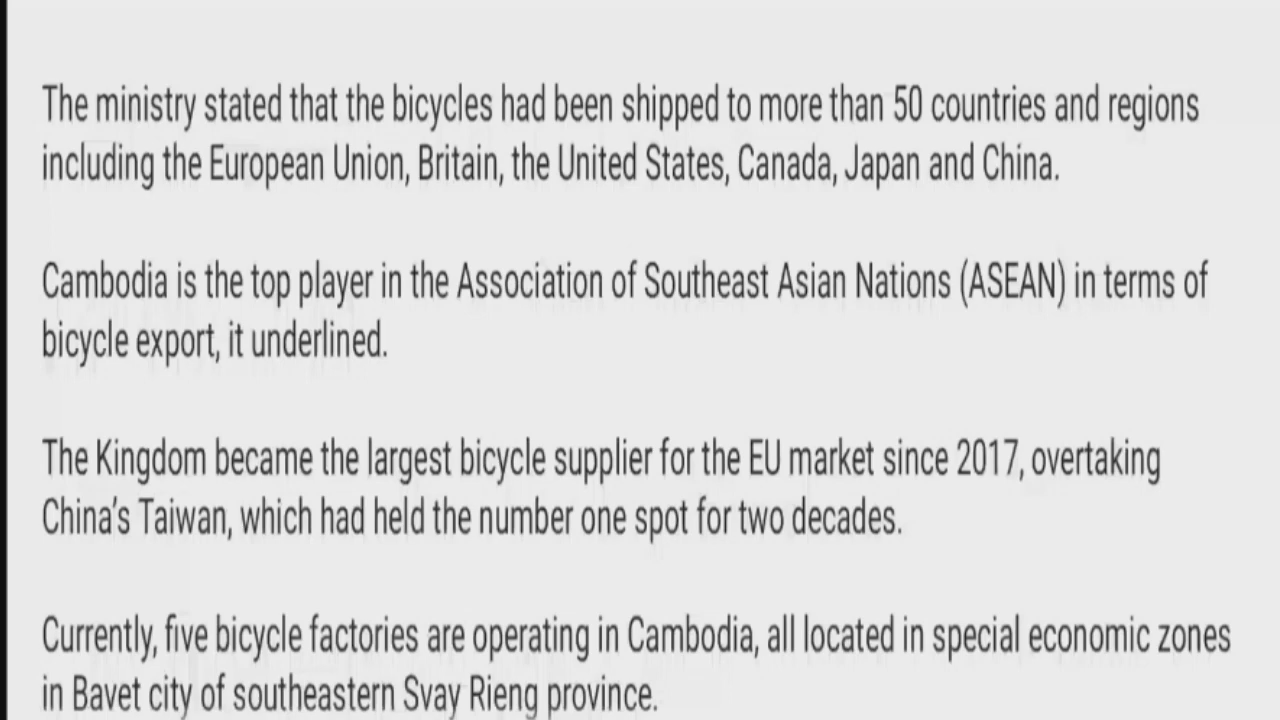 The ministry stated that the bicycles had been shipped to more than 50 countries and regions
including the European Union, Britain, the United States, Canada, Japan and China.
Cambodia is the top player in the Association of Southeast Asian Nations (ASEAN) in terms of
bicycle export, it underlined.
The Kingdom became the largest bicycle supplier for the EU market since 2017, overtaking
China's Taiwan, which had held the number one spot for two decades.
Currently, five bicycle factories are operating in Cambodia, all located in special economic zones
in Bavet city of southeastern Svay Rieng province.